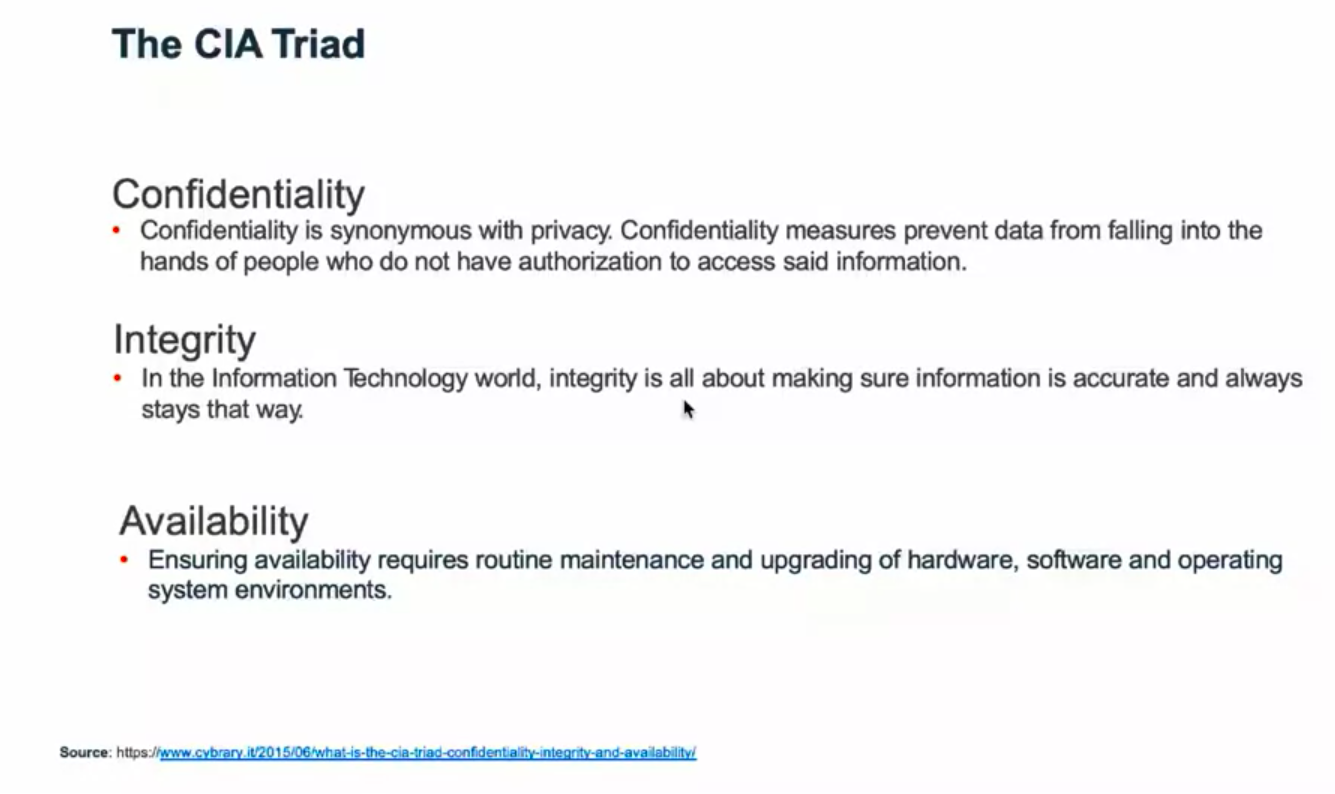 The CIA Triad
Confidentiality
• Confidentiality is synonymous with privacy. Confidentiality measures prevent data from falling into the
hands of people who do not have authorization to access said information.
Integrity
• In the Information Technology world, integrity is all about making sure information is accurate and always
stays that way.
Availability
• Ensuring availability requires routine maintenance and upgrading of hardware, software and operating
system environments.
Source: https://www.cybrary.it/2015/06/what-is-the-cia-triad-confidentiality-integrity-and-availability/